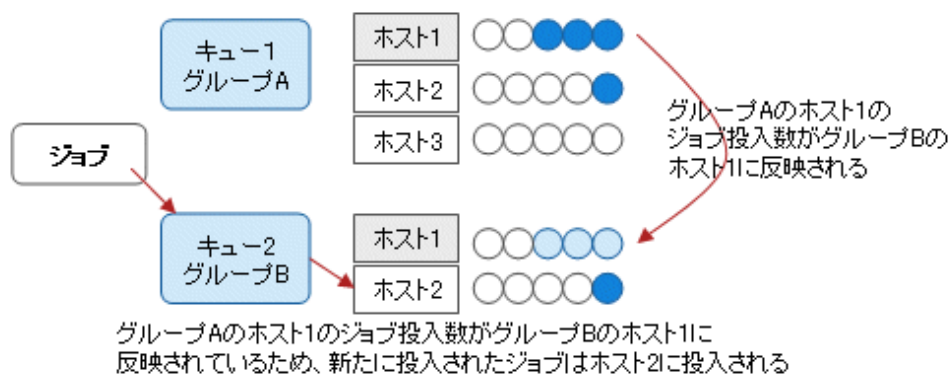 キュー1
グループA
ホスト1
ホスト2
ホスト3
グループAのホスト1の
ジョブ投入数がグループBの
ホスト1に反映される
ジョブ
キュー2
グループB
ホスト1
ホスト2
グループAのホスト1のジョブ投入数がグループBのホスト1に
反映されているため、新たに投入されたジョブはホスト2に投入される